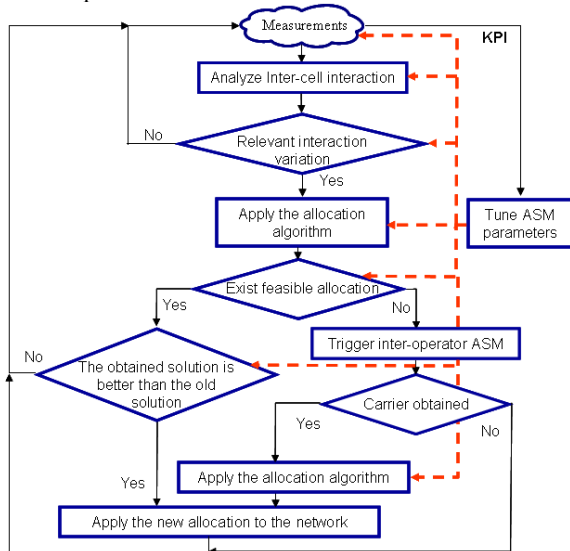 Measurements
KPI
Analyze Inter-cell interaction
No
Relevant interaction
variation
Yes
Apply the allocation
algorithm
Tune ASM
parameters
Exist feasible allocation
Yes
No
Trigger inter-operator ASM
No
The obtained solution is
better than the old
solution
Carrier obtained
Yes
No
Apply the allocation algorithm
Yes
Apply the new allocation to the network